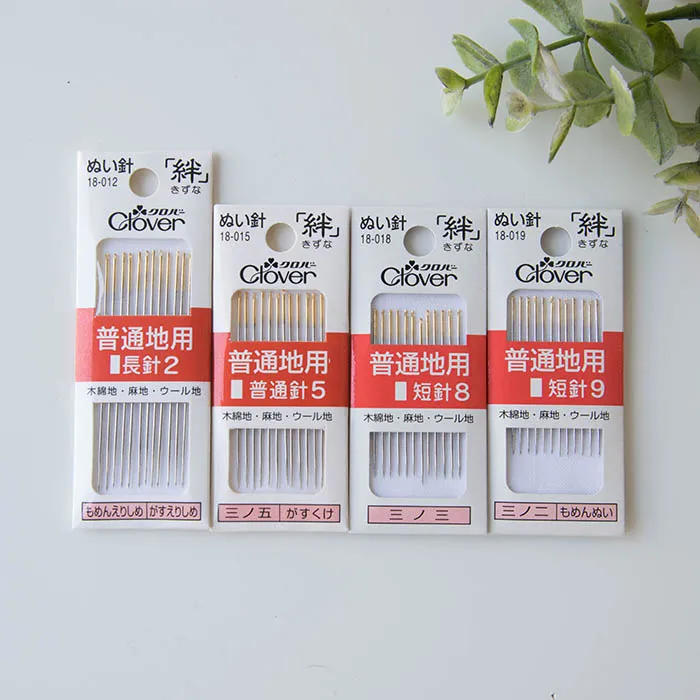 ぬい針 「絆」
18-012 きずな
クロバー
Clover
普通地用
長針2
木綿地・麻地・ウール地
もめんえりしめ がすえりしめ
ぬい針 「絆」
18-015 きずな
クロバー
Clover
普通地用
普通針5
木綿地・麻地・ウール地
三ノ五 がすくけ
ぬい針 「絆」
18-018 きずな
クロバー
Clover
普通地用
短針8
木綿地・麻地・ウール地
三ノ三
ぬい針 「絆」
18-019 きずな
クロバー
Clover
普通地用
短針9
木綿地・麻地・ウール地
三ノ二 もめんぬい